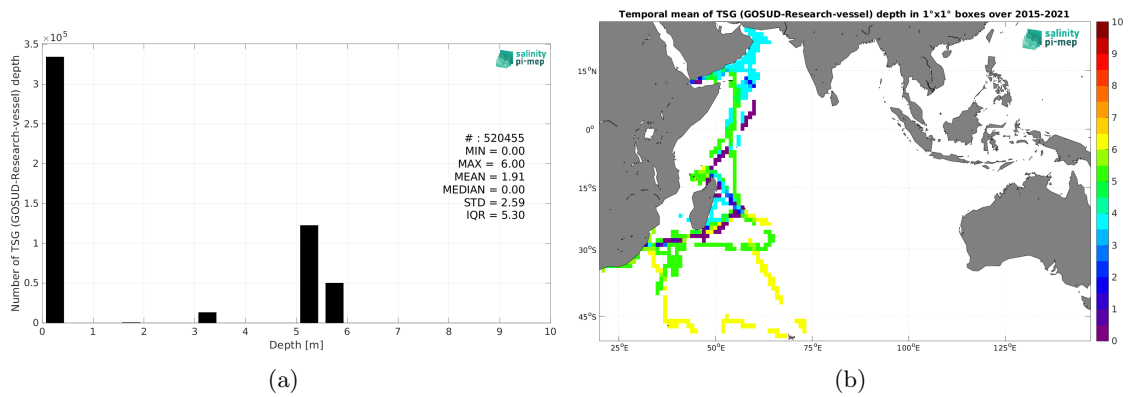 ×10⁵
3.5
3
2.5
2
1.5
1
0.5
0
Number of TSG (GOSUD-Research-vessel) depth
salinity
pi-mep
# : 520455
MIN = 0.00
MAX = 6.00
MEAN = 1.91
MEDIAN = 0.00
STD = 2.59
IQR = 5.30
0 1 2 3 4 5 6 7 8 9 10
Depth [m]
(a)
Temporal mean of TSG (GOSUD-Research-vessel) depth in 1°x1° boxes over 2015-2021
salinity
pi-mep
15°N
0°
15°S
30°S
45°S
25°E 50°E 75°E 100°E 125°E
10
9
8
7
6
5
4
3
2
1
0
(b)